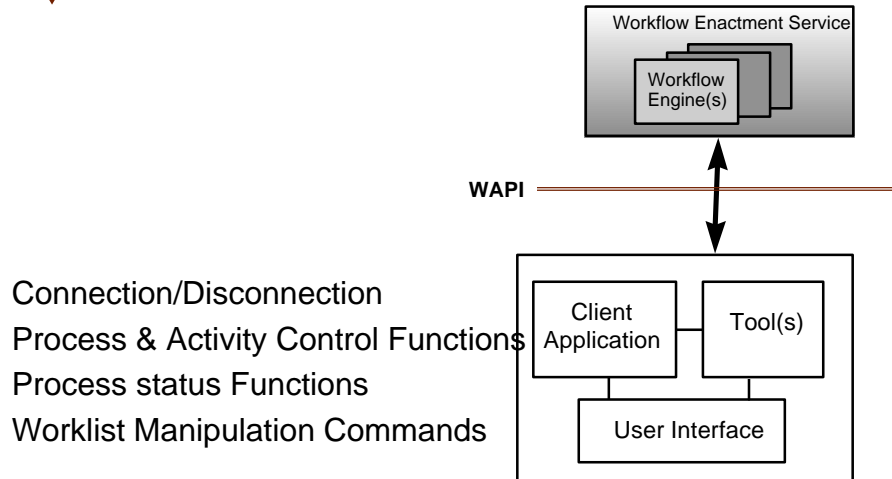 Workflow Enactment Service
Workflow
Engine(s)
WAPI
Connection/Disconnection
Process & Activity Control Functions
Process status Functions
Worklist Manipulation Commands
Client
Application
Tool(s)
User Interface